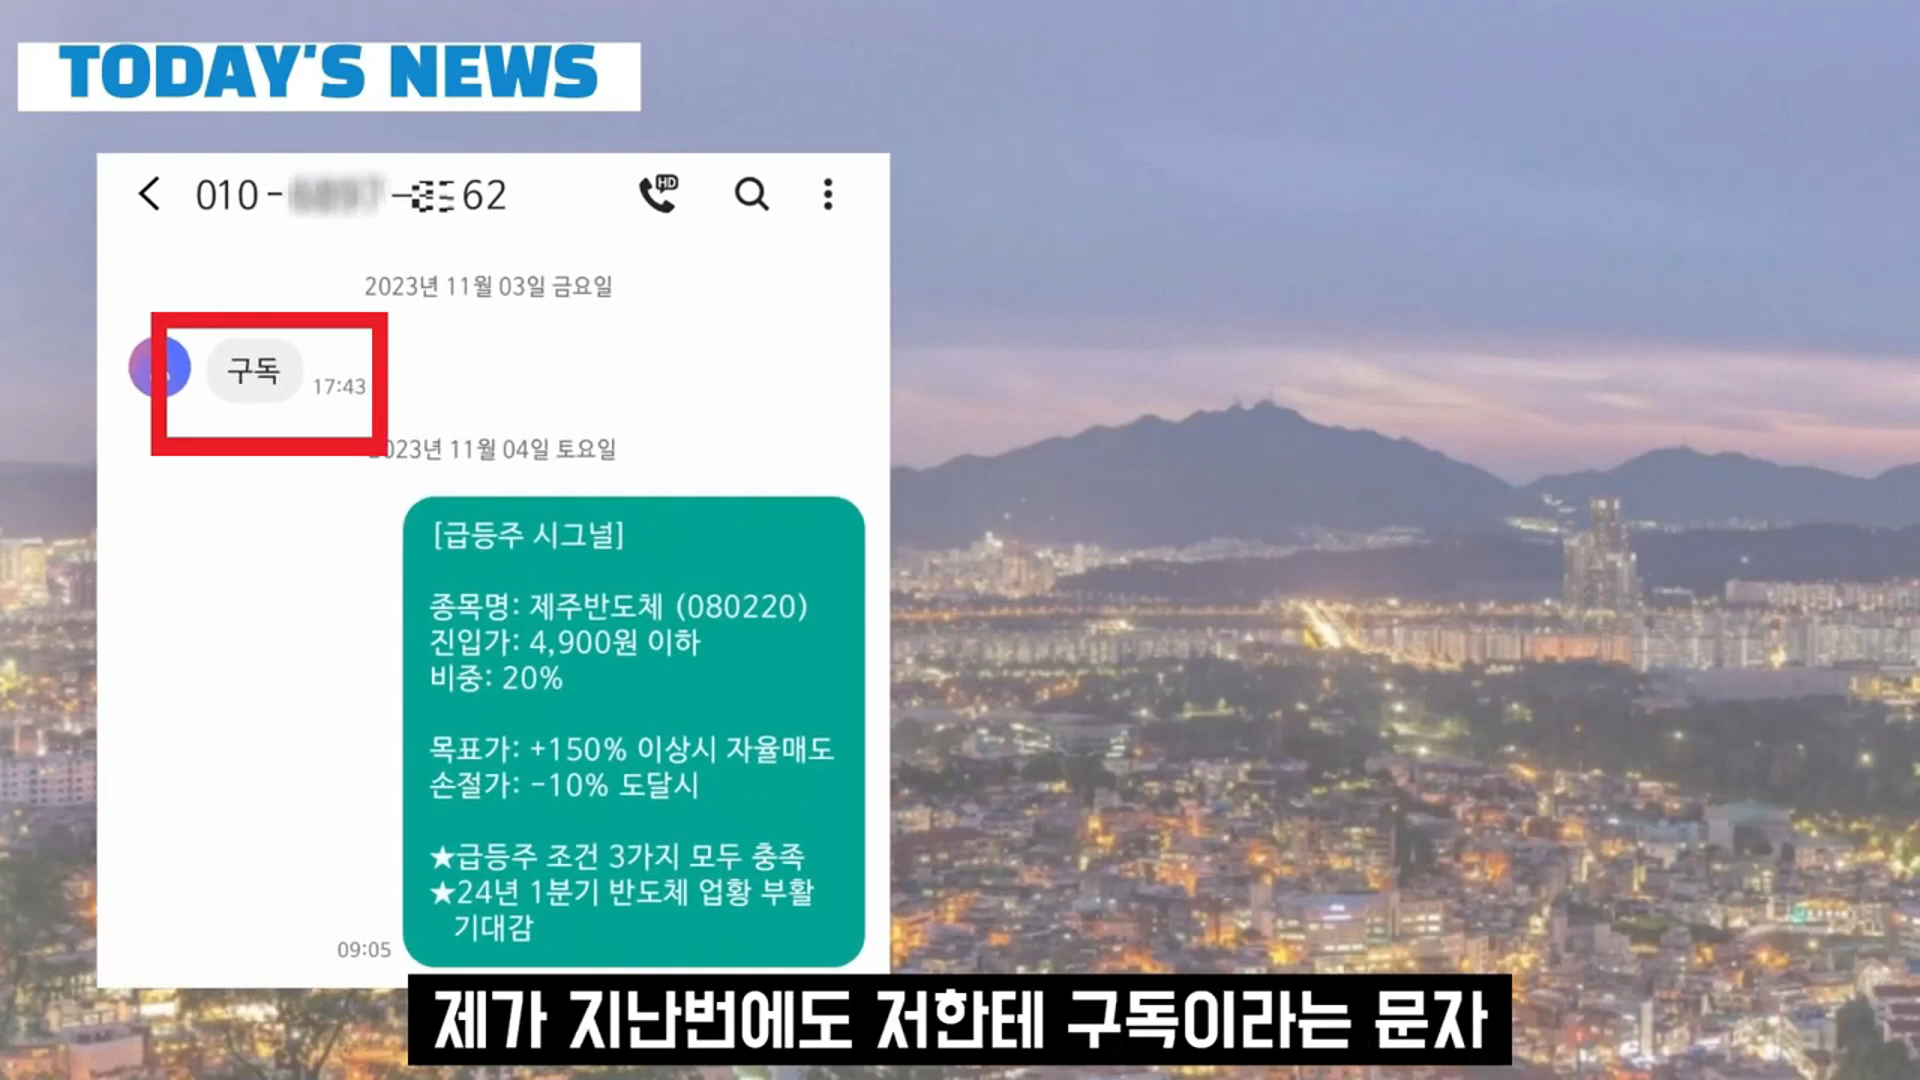 TODAY'S NEWS
010- 62
2023년 11월 03일 금요일
구독
17:43
023년 11월 04일 토요일
[급등주 시그널]
종목명: 제주반도체 (080220)
진입가: 4,900원 이하
비중: 20%
목표가: +150% 이상시 자율매도
손절가: -10% 도달시
★급등주 조건 3가지 모두 충족
★24년 1분기 반도체 업황 부활
기대감
09:05
제가 지난번에도 저한테 구독이라는 문자